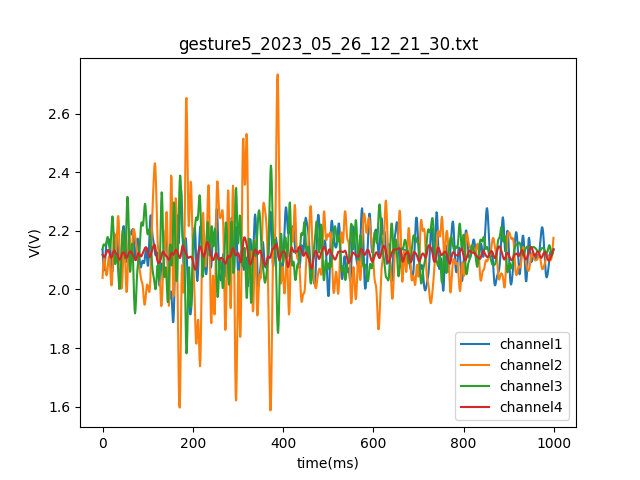 gesture5_2023_05_26_12_21_30.txt
V(V)
2.6
2.4
2.2
2.0
1.8
1.6
0
200
400
600
800
1000
time(ms)
channel1
channel2
channel3
channel4